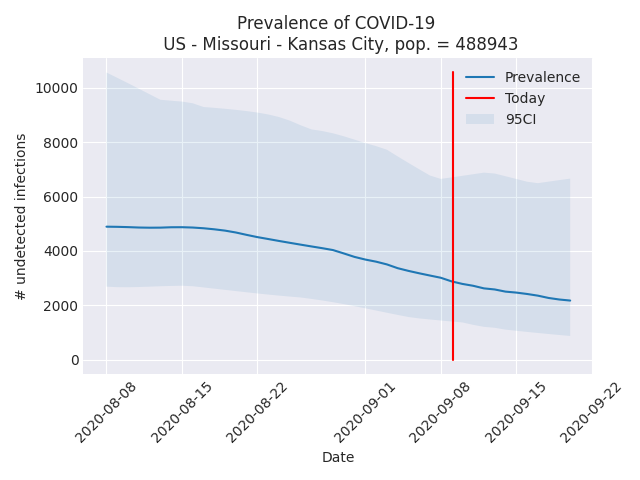 Prevalence of COVID-19
US - Missouri - Kansas City, pop. = 488943
Prevalence
Today
95CI
10000
8000
6000
4000
2000
0
# undetected infections
2020-08-08
2020-08-15
2020-08-22
2020-09-01
2020-09-08
2020-09-15
2020-09-22
Date